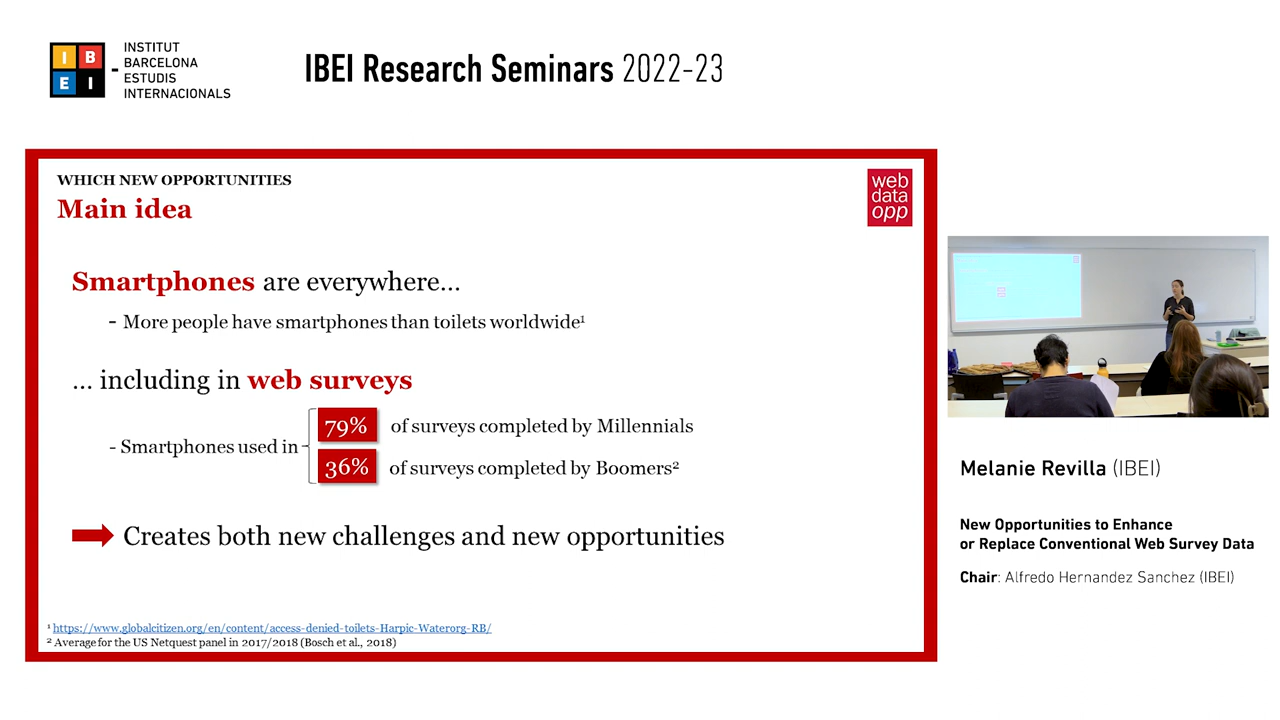 I B
E I
- INSTITUT
BARCELONA
ESTUDIS
INTERNACIONALS
IBEI Research Seminars 2022-23
WHICH NEW OPPORTUNITIES
Main idea
web
data
opp
Smartphones are everywhere...
- More people have smartphones than toilets worldwide¹
... including in web surveys
- Smartphones used in
79% of surveys completed by Millennials
36% of surveys completed by Boomers²
Creates both new challenges and new opportunities
¹ https://www.globalcitizen.org/en/content/access-denied-toilets-Harpic-Waterorg-RB/
² Average for the US Netquest panel in 2017/2018 (Bosch et al., 2018)
Melanie Revilla (IBEI)
New Opportunities to Enhance
or Replace Conventional Web Survey Data
Chair: Alfredo Hernandez Sanchez (IBEI)